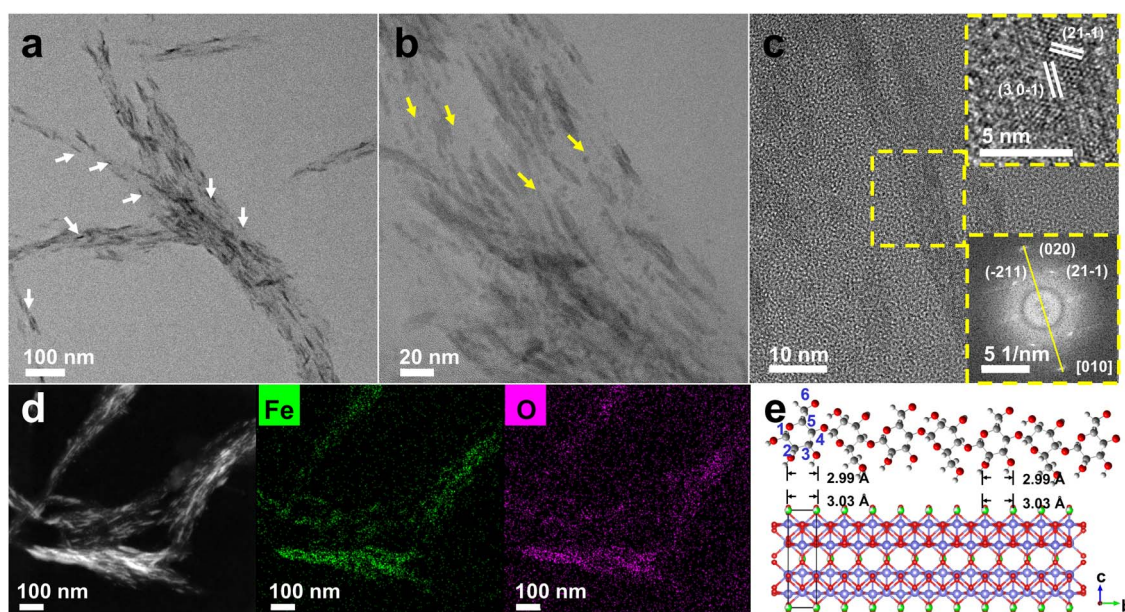 a
100 nm
b
20 nm
c
10 nm
(21-1)
(3 0-1)
5 nm
(020)
(-211)
(21-1)
5 1/nm
[010]
d
100 nm
Fe
100 nm
O
100 nm
e
6
5
1
4
2
3
2.99 Å
2.99 Å
3.03 Å
3.03 Å
c